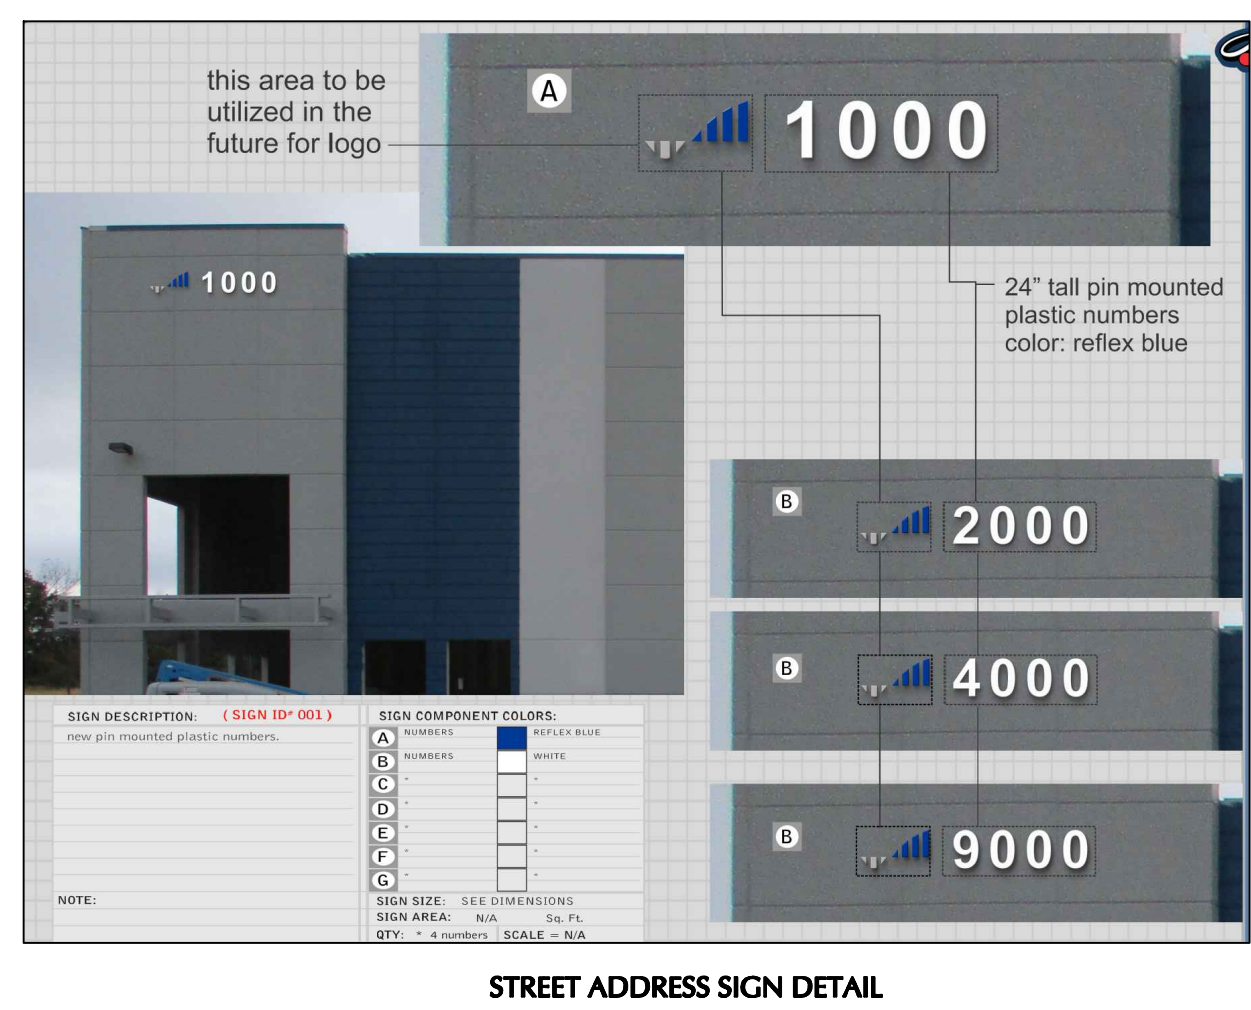 this area to be
utilized in the
future for logo
A
1000
1000
24” tall pin mounted
plastic numbers
color: reflex blue
B
2000
B
4000
B
9000
SIGN DESCRIPTION: ( SIGN ID# 001 )
new pin mounted plastic numbers.
NOTE:
SIGN COMPONENT COLORS:
A NUMBERS REFLEX BLUE
B NUMBERS WHITE
C * *
D * *
E * *
F * *
G * *
SIGN SIZE: SEE DIMENSIONS
SIGN AREA: N/A Sq. Ft.
QTY: * 4 numbers SCALE = N/A
STREET ADDRESS SIGN DETAIL